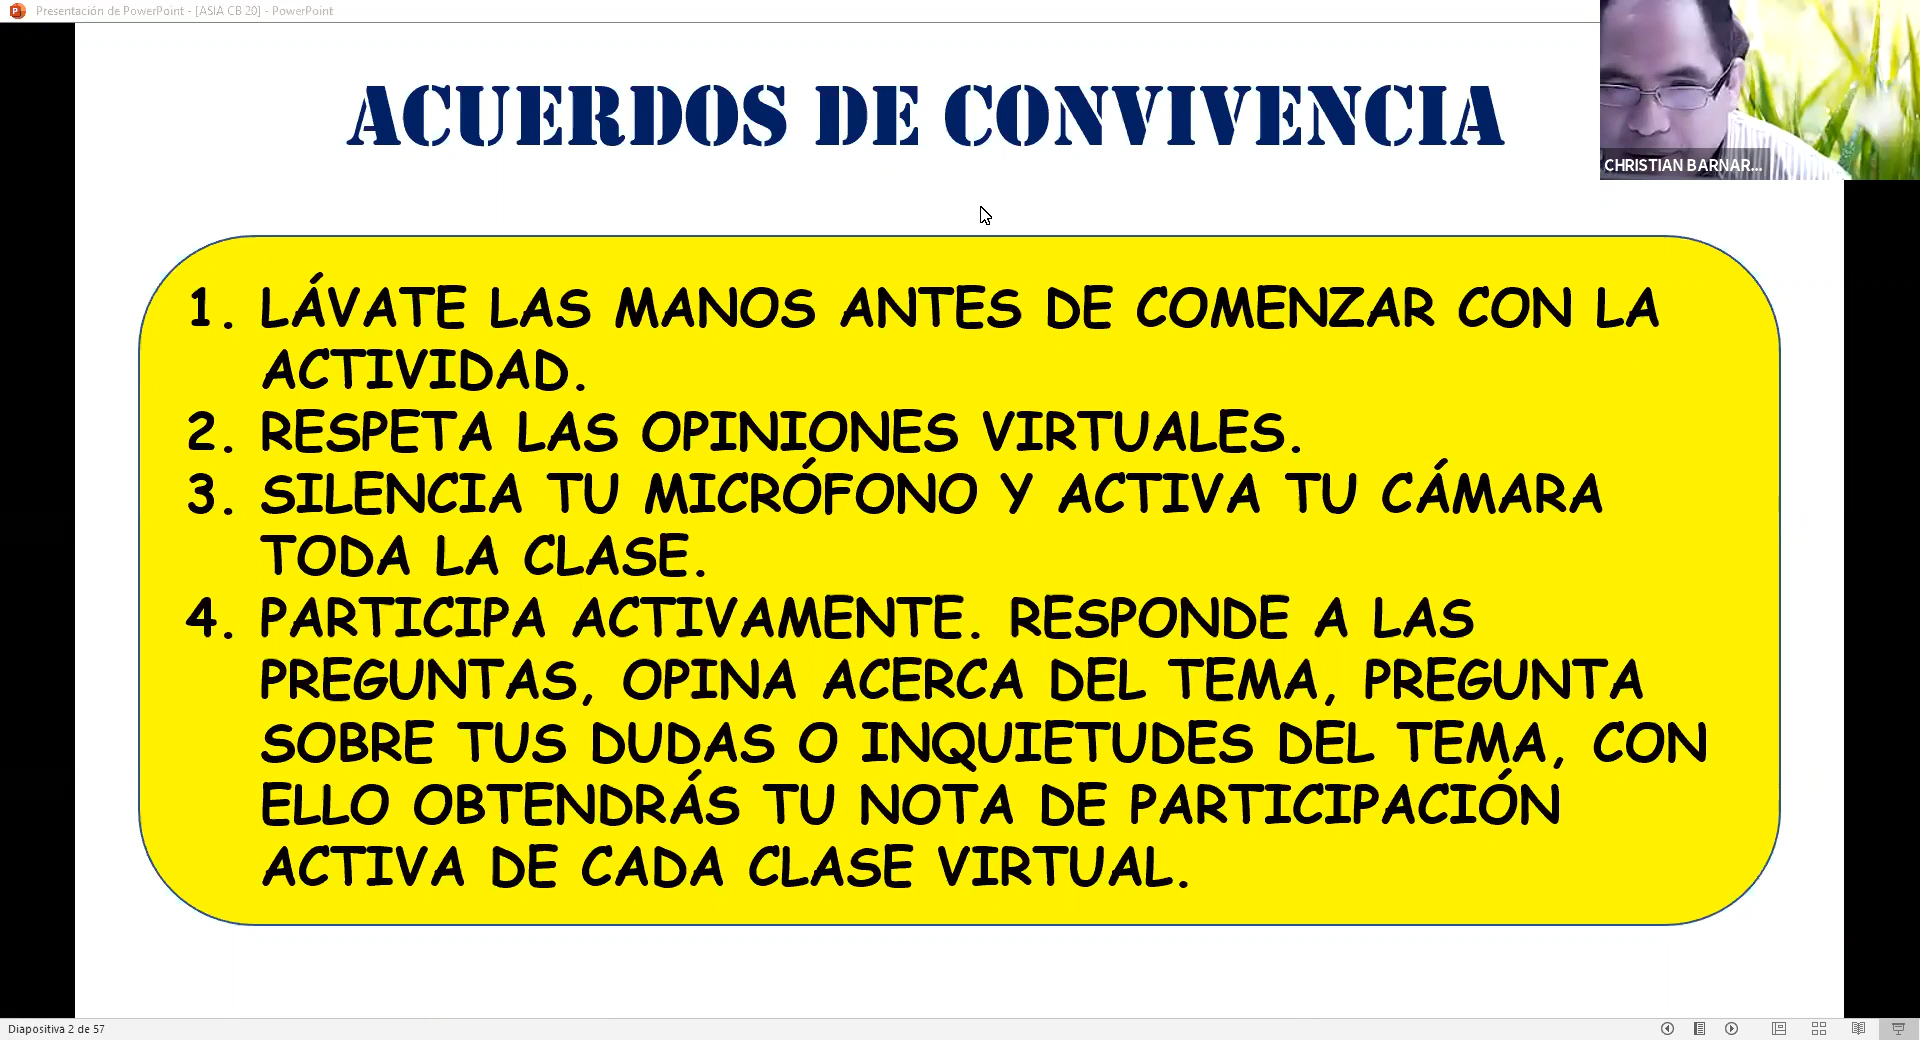 Presentación de PowerPoint - [ASIA CB 20] - PowerPoint
ACUERDOS DE CONVIVENCIA
CHRISTIAN BARNAR...
1. LÁVATE LAS MANOS ANTES DE COMENZAR CON LA
ACTIVIDAD.
2. RESPETA LAS OPINIONES VIRTUALES.
3. SILENCIA TU MICRÓFONO Y ACTIVA TU CÁMARA
TODA LA CLASE.
4. PARTICIPA ACTIVAMENTE. RESPONDE A LAS
PREGUNTAS, OPINA ACERCA DEL TEMA, PREGUNTA
SOBRE TUS DUDAS O INQUIETUDES DEL TEMA, CON
ELLO OBTENDRÁS TU NOTA DE PARTICIPACIÓN
ACTIVA DE CADA CLASE VIRTUAL.
Diapositiva 2 de 57